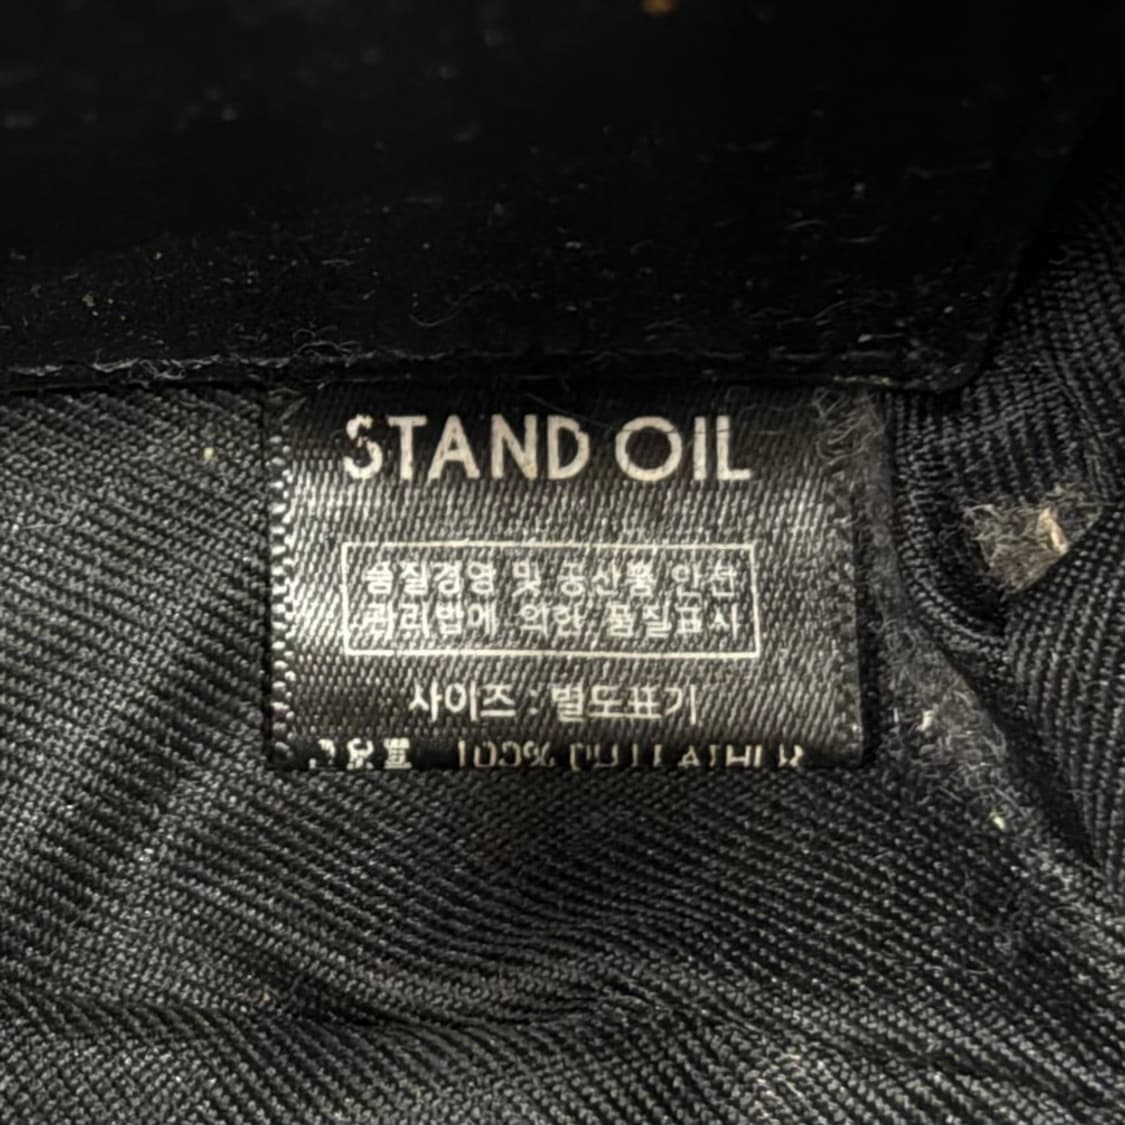 STAND OIL
품질경영 및 공산품 안전
관리법에 의한 품질표시
사이즈 : 별도표기
100%